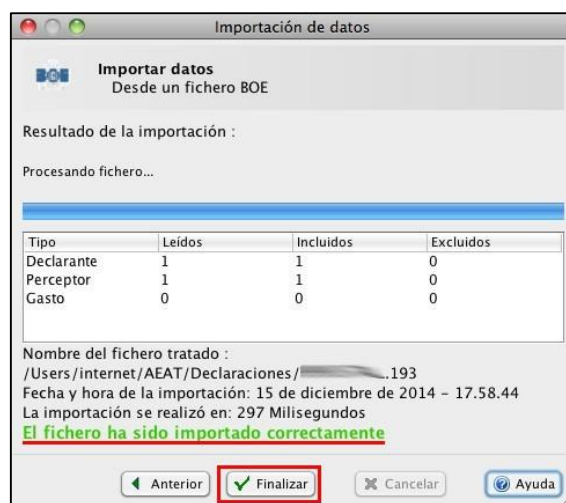 Importación de datos
BOE
Importar datos
Desde un fichero BOE
Resultado de la importación :
Procesando fichero...
Tipo Leídos Incluidos Excluidos
Declarante 1 1 0
Perceptor 1 1 0
Gasto 0 0 0
Nombre del fichero tratado :
/Users/internet/AEAT/Declaraciones/ .193
Fecha y hora de la importación: 15 de diciembre de 2014 - 17.58.44
La importación se realizó en: 297 Milisegundos
El fichero ha sido importado correctamente
Anterior Finalizar Cancelar Ayuda